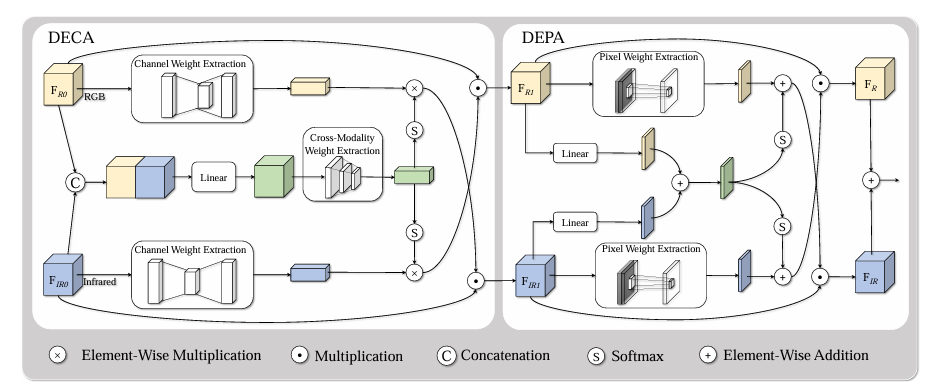 DECA
DEPA
Channel Weight Extraction
Pixel Weight Extraction
F_R0
RGB
F_R1
F_R
Cross-Modality
Weight Extraction
S
S
Linear
C
Linear
Linear
S
S
Channel Weight Extraction
Pixel Weight Extraction
F_IR0
Infrared
F_IR1
F_IR
× Element-Wise Multiplication
• Multiplication
C Concatenation
S Softmax
+ Element-Wise Addition